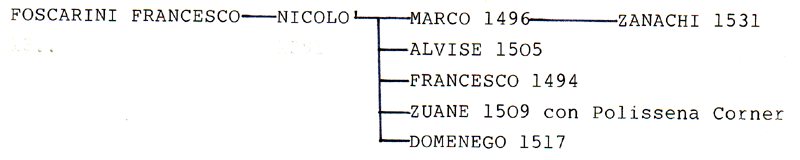 FOSCARINI FRANCESCO NICOLO MARCO 1496 ZANACHI 1531
ALVISE 1505
FRANCESCO 1494
ZUANE 1509 con Polissena Corner
DOMENEGO 1517